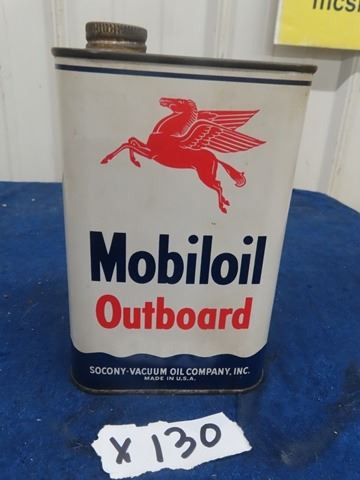 Mobiloil
Outboard
SOCONY-VACUUM OIL COMPANY, INC.
MADE IN U.S.A.
X 130